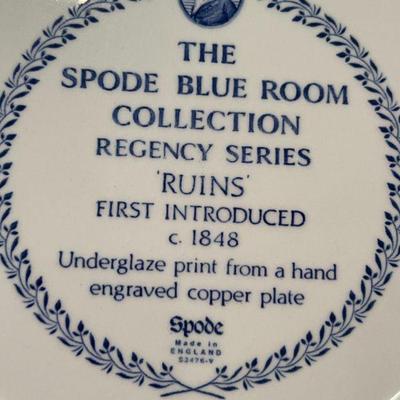 THE
SPODE BLUE ROOM
COLLECTION
REGENCY SERIES
'RUINS'
FIRST INTRODUCED
c. 1848
Underglaze print from a hand
engraved copper plate
Spode
Made in
ENGLAND
S3476-V